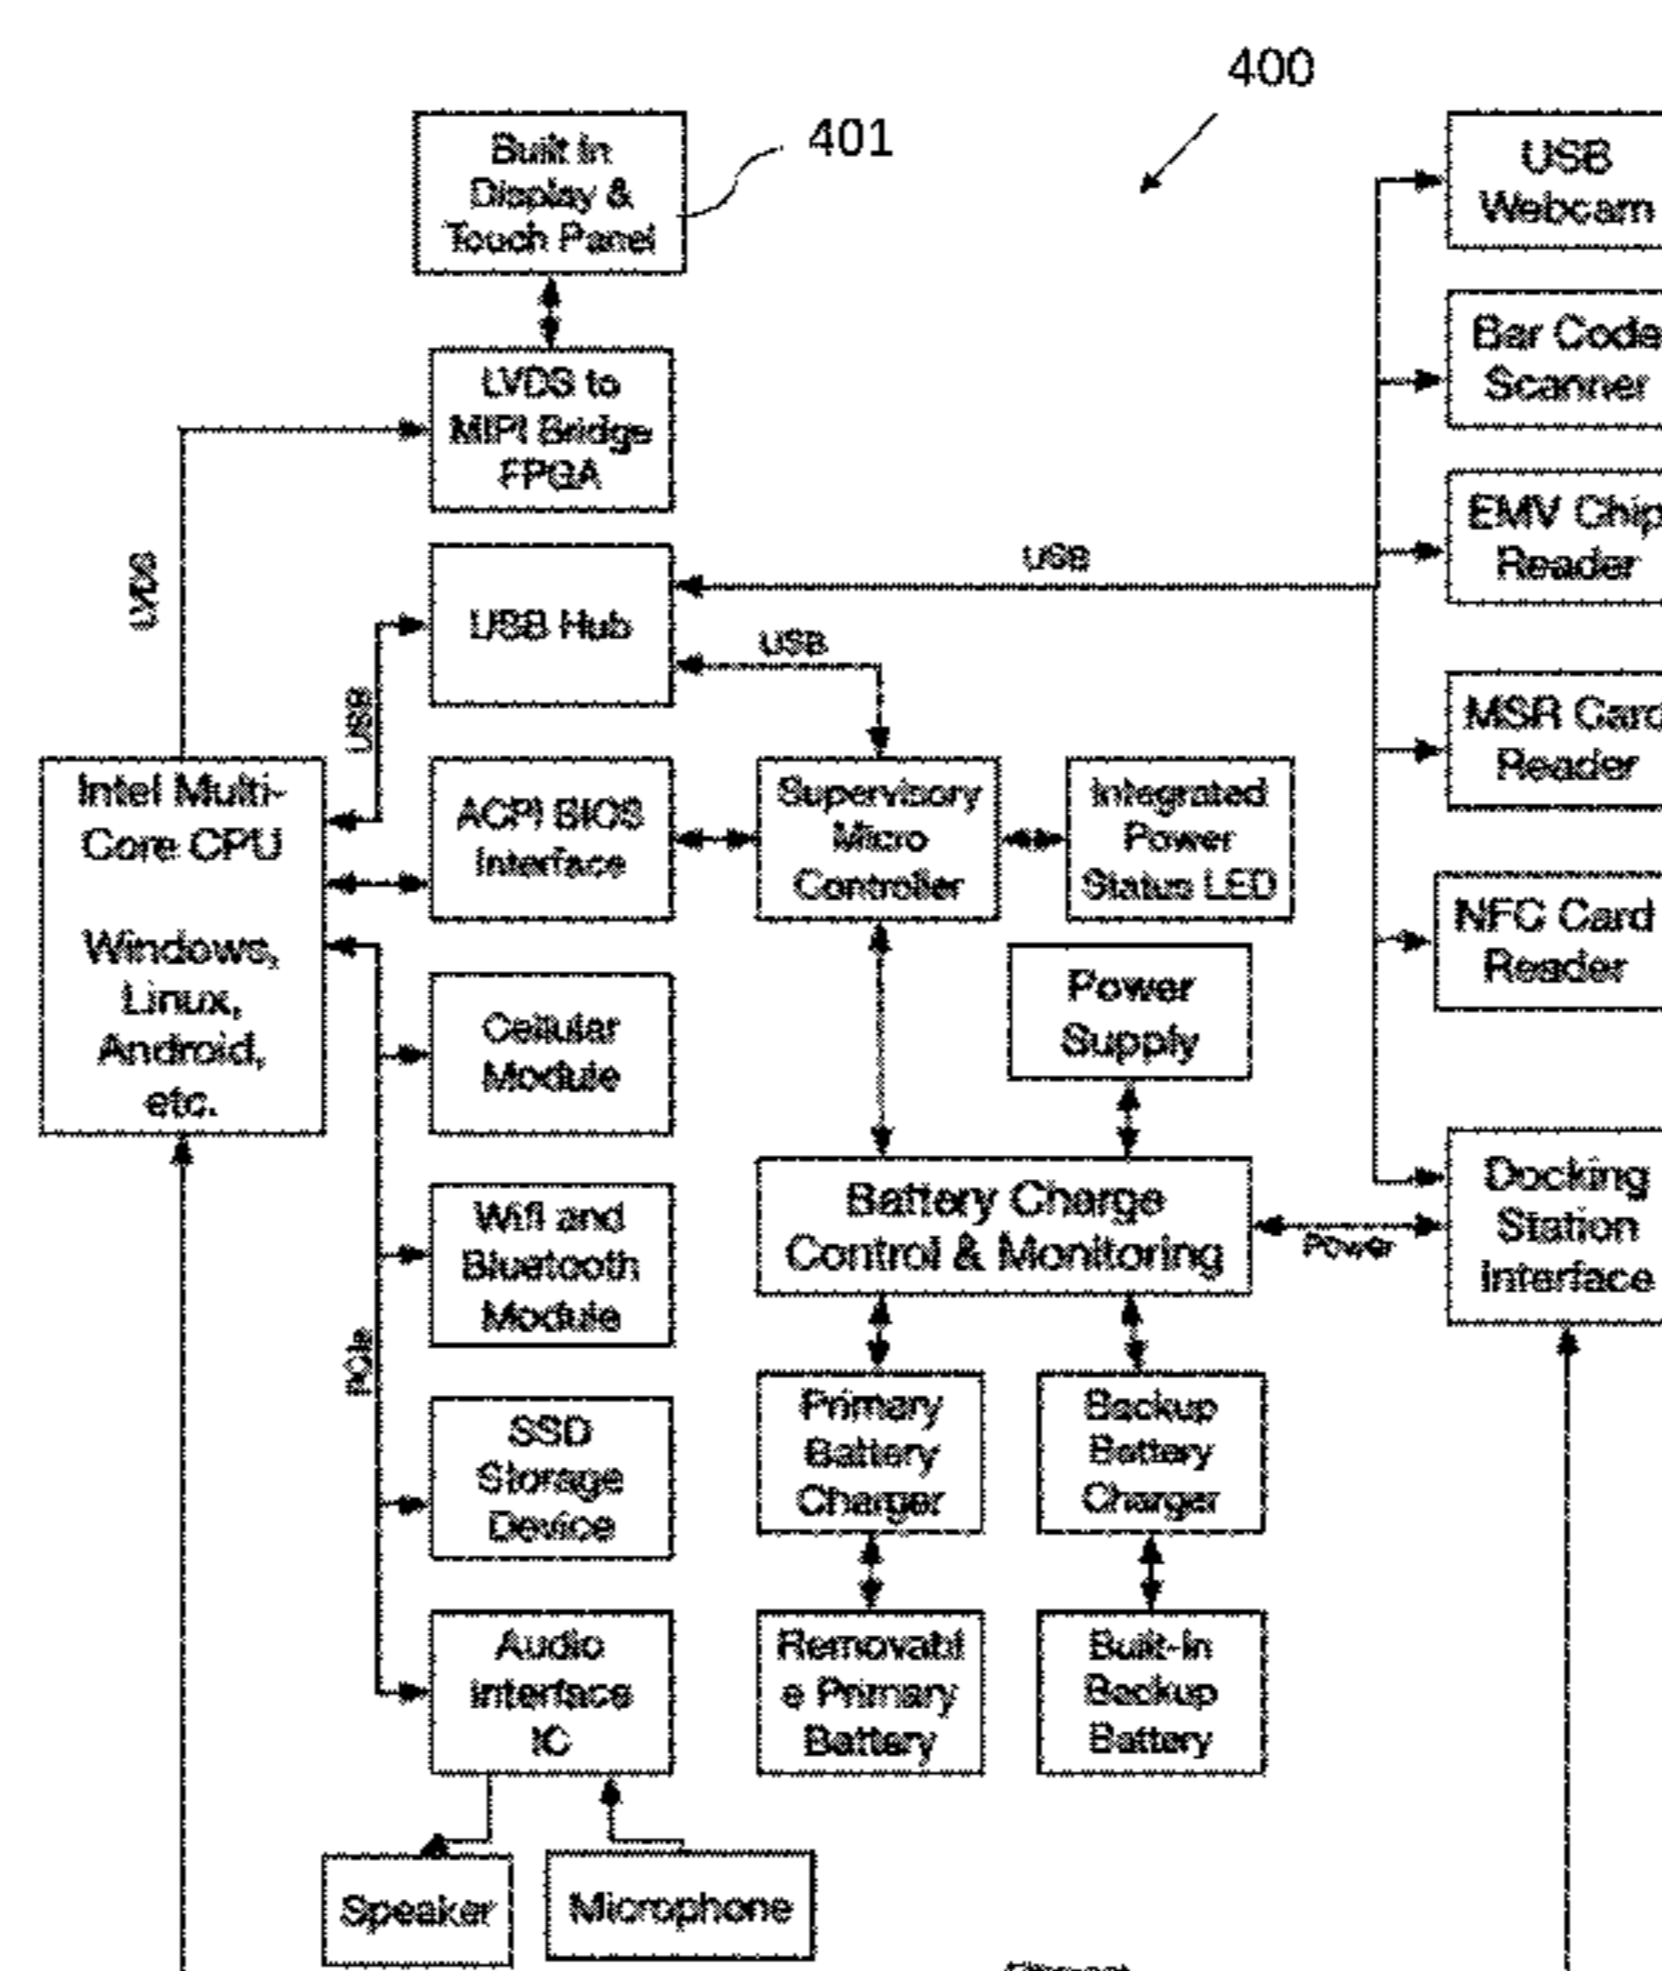 400
401
Built In
Display &
Touch Panel
USB
Webcam
LVDS to
MIPI Bridge
FPGA
Bar Code
Scanner
LVDS
USB Hub
USB
USB
USB
EMV Chip
Reader
MSR Card
Reader
Intel Multi-
Core CPU
Windows,
Linux,
Android,
etc.
ACPI BIOS
Interface
Supervisory
Micro
Controller
Integrated
Power
Status LED
NFC Card
Reader
Cellular
Module
Power
Supply
Wifi and
Bluetooth
Module
Battery Charge
Control & Monitoring
Power
Docking
Station
Interface
PCIe
SSD
Storage
Device
Primary
Battery
Charger
Backup
Battery
Charger
Audio
Interface
IC
Removabl
e Primary
Battery
Built-In
Backup
Battery
Speaker
Microphone